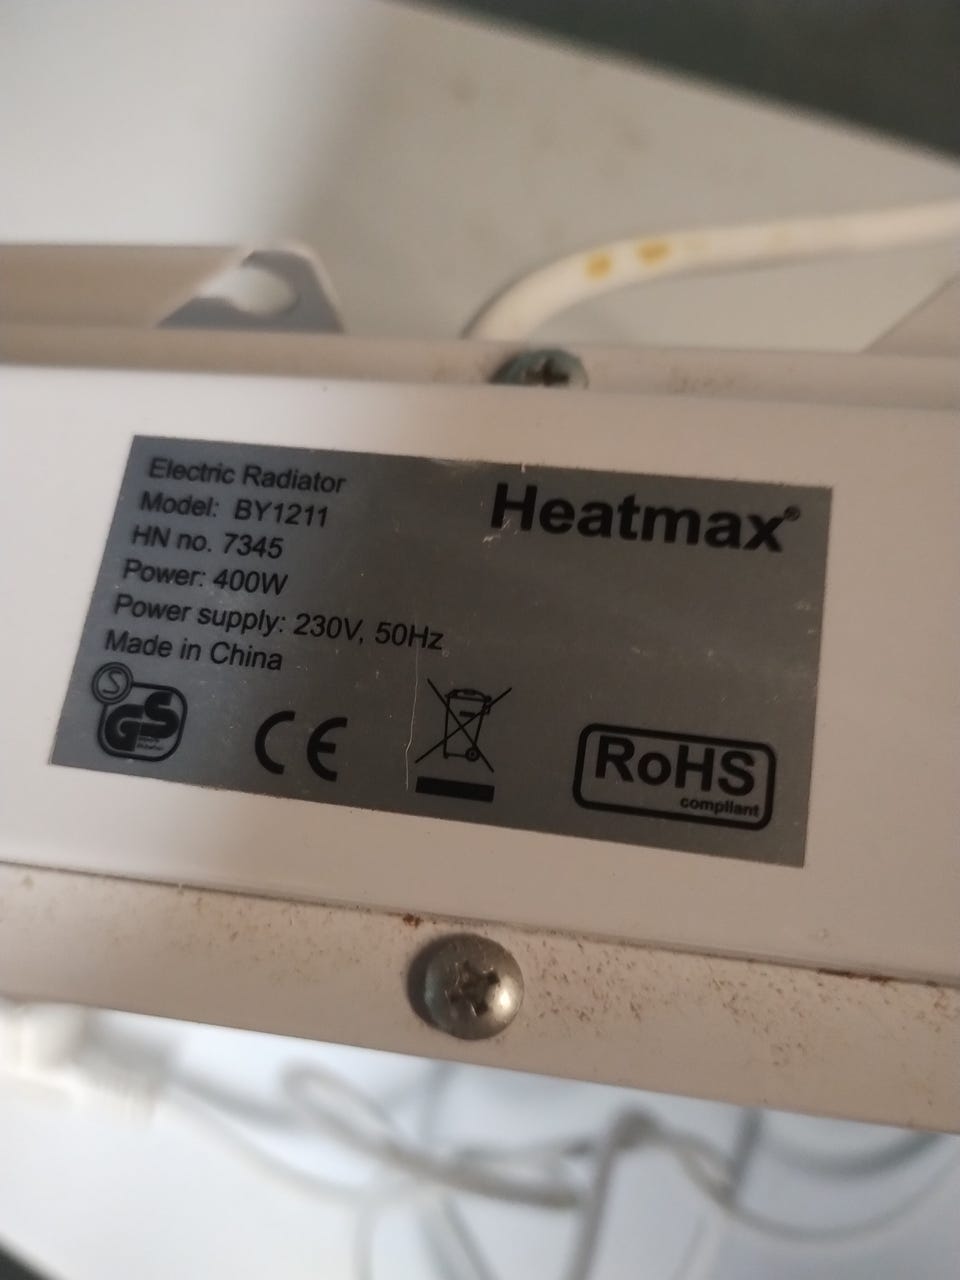 Electric Radiator
Model: BY1211
HN no. 7345
Power: 400W
Power supply: 230V, 50Hz
Made in China
Heatmax®
S
GS
CE
RoHS
compliant